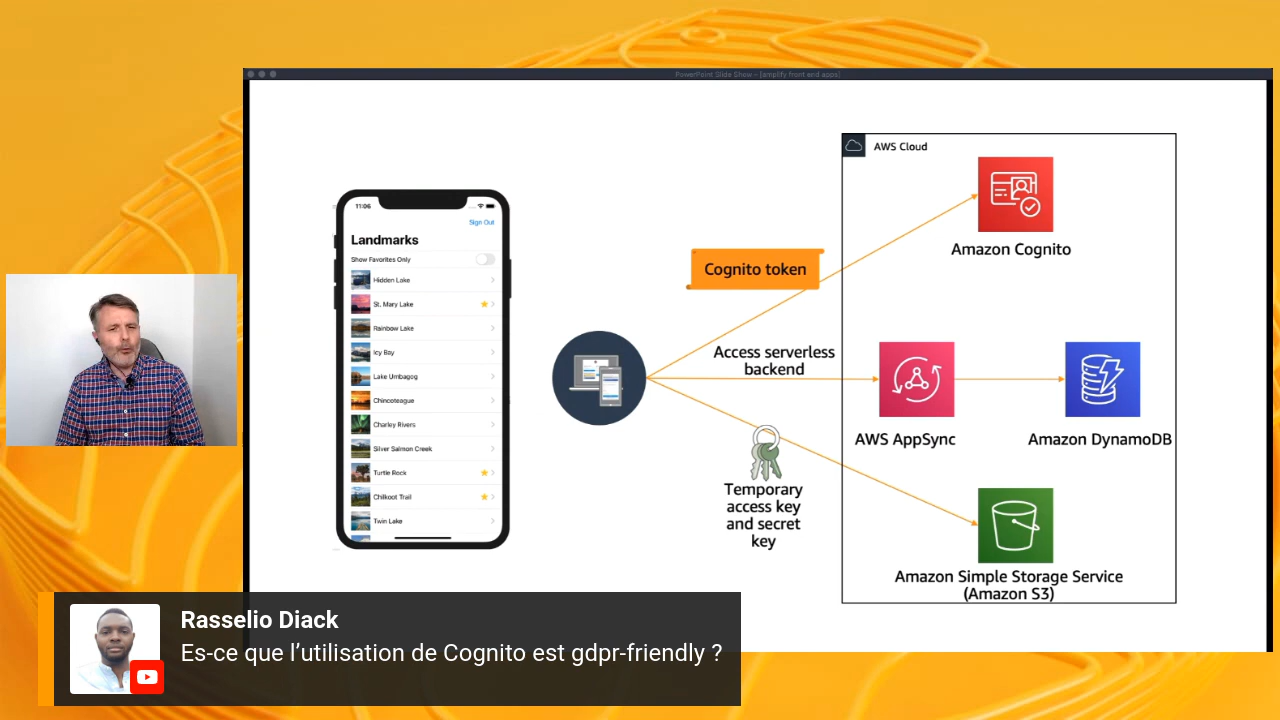 PowerPoint Slide Show - [amplify front end apps]
11:06
Sign Out
Landmarks
Show Favorites Only
Hidden Lake
St. Mary Lake
Rainbow Lake
Icy Bay
Lake Umbagog
Chincoteague
Charley Rivers
Silver Salmon Creek
Turtle Rock
Chilkoot Trail
Twin Lake
Cognito token
Access serverless
backend
Temporary
access key
and secret
key
AWS Cloud
Amazon Cognito
AWS AppSync
Amazon DynamoDB
Amazon Simple Storage Service
(Amazon S3)
Rasselio Diack
Es-ce que l’utilisation de Cognito est gdpr-friendly ?